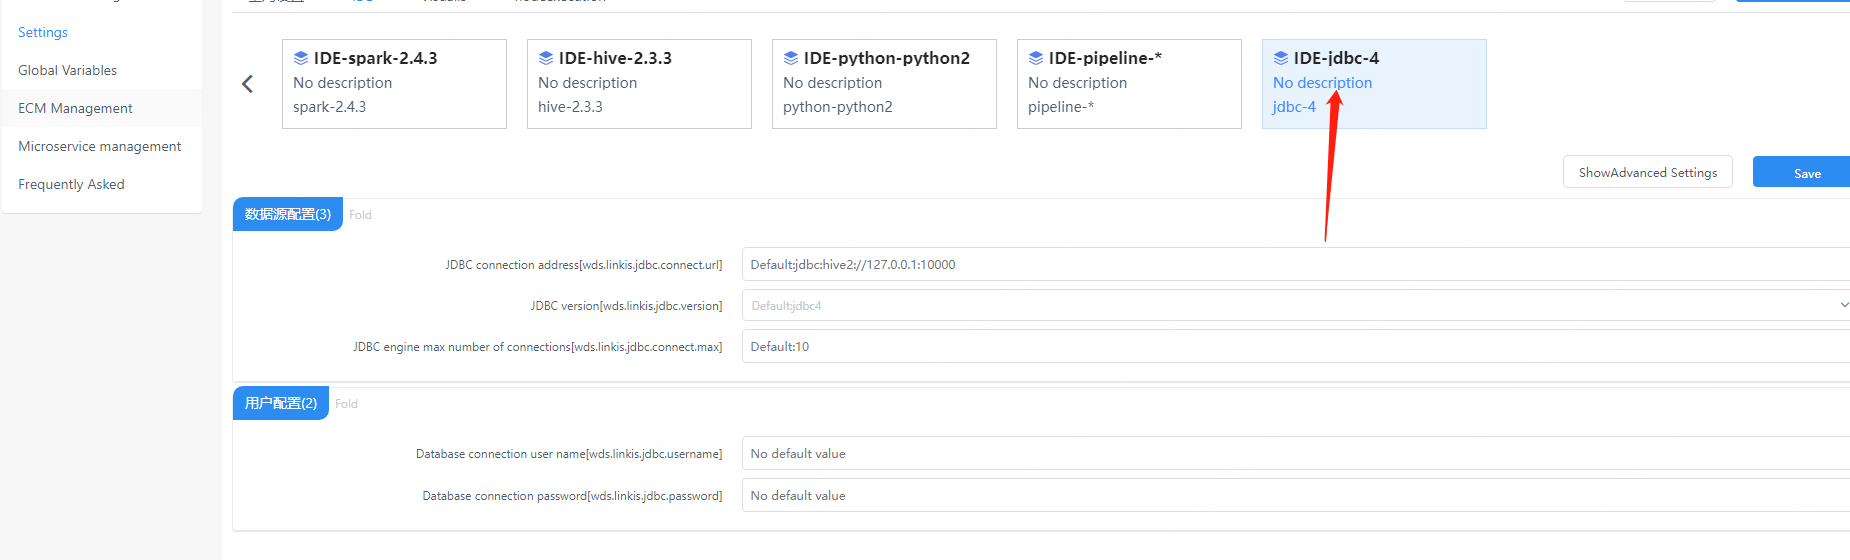 Settings
Global Variables
ECM Management
Microservice management
Frequently Asked
IDE-spark-2.4.3
No description
spark-2.4.3
IDE-hive-2.3.3
No description
hive-2.3.3
IDE-python-python2
No description
python-python2
IDE-pipeline-*
No description
pipeline-*
IDE-jdbc-4
No description
jdbc-4
ShowAdvanced Settings
Save
数据源配置(3) Fold
JDBC connection address[wds.linkis.jdbc.connect.url] Default:jdbc:hive2://127.0.0.1:10000
JDBC version[wds.linkis.jdbc.version] Default:jdbc4
JDBC engine max number of connections[wds.linkis.jdbc.connect.max] Default:10
用户配置(2) Fold
Database connection user name[wds.linkis.jdbc.username] No default value
Database connection password[wds.linkis.jdbc.password] No default value